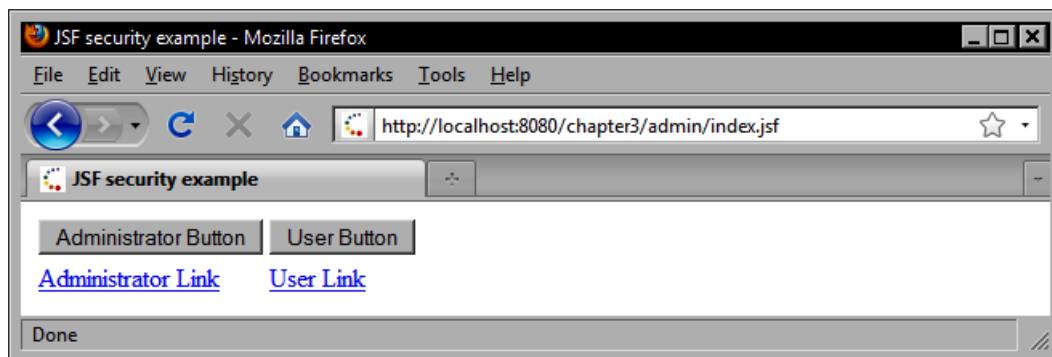 JSF security example - Mozilla Firefox
File Edit View History Bookmarks Tools Help
http://localhost:8080/chapter3/admin/index.jsf
JSF security example
Administrator Button User Button
Administrator Link User Link
Done